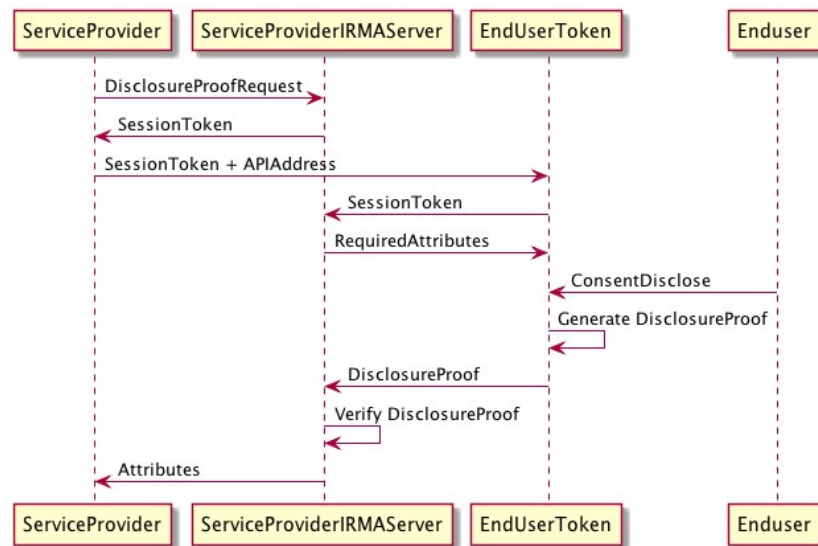 ServiceProvider ServiceProviderIRMAServer EndUserToken Enduser
DisclosureProofRequest
SessionToken
SessionToken + APIAddress
SessionToken
RequiredAttributes
ConsentDisclose
Generate DisclosureProof
DisclosureProof
Verify DisclosureProof
Attributes
ServiceProvider ServiceProviderIRMAServer EndUserToken Enduser